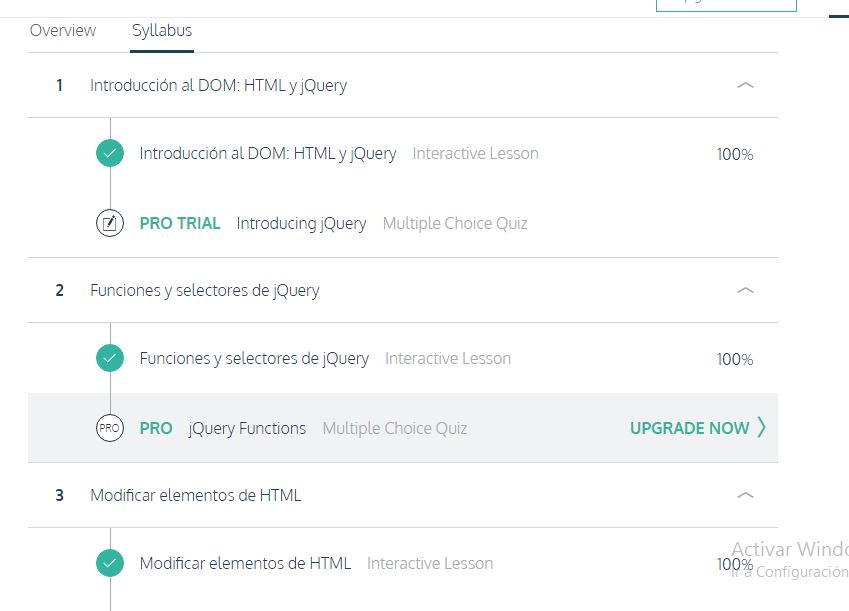 Overview Syllabus
1 Introducción al DOM: HTML y jQuery
Introducción al DOM: HTML y jQuery Interactive Lesson 100%
PRO TRIAL Introducing jQuery Multiple Choice Quiz
2 Funciones y selectores de jQuery
Funciones y selectores de jQuery Interactive Lesson 100%
PRO PRO jQuery Functions Multiple Choice Quiz UPGRADE NOW
3 Modificar elementos de HTML
Activar Windo
Modificar elementos de HTML Interactive Lesson 100%
Ir a Configuración